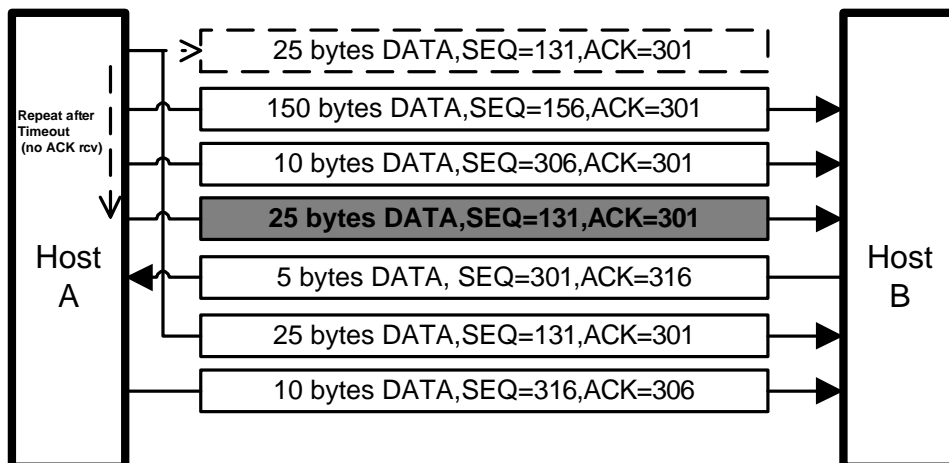 25 bytes DATA,SEQ=131,ACK=301
150 bytes DATA,SEQ=156,ACK=301
Repeat after
Timeout
(no ACK rcv)
10 bytes DATA,SEQ=306,ACK=301
25 bytes DATA,SEQ=131,ACK=301
Host
A
5 bytes DATA, SEQ=301,ACK=316
Host
B
25 bytes DATA,SEQ=131,ACK=301
10 bytes DATA,SEQ=316,ACK=306